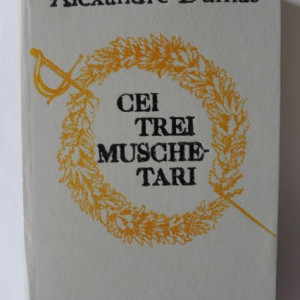 Alexandre Dumas
CEI
TREI
MUSCHE-
TARI